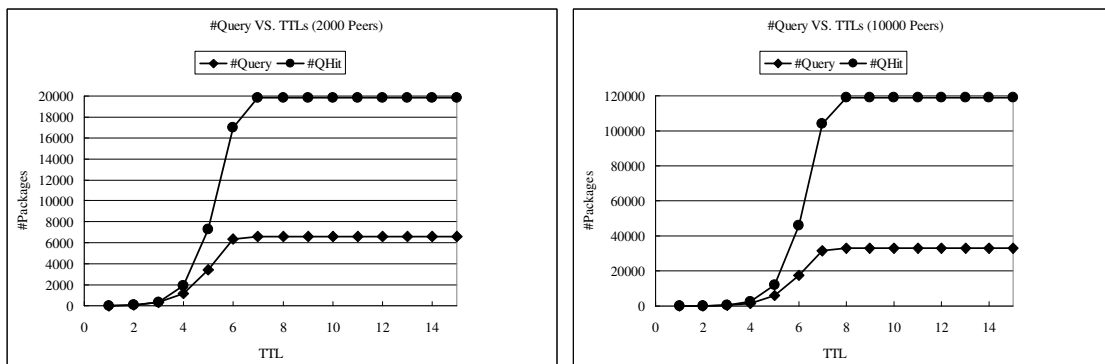 #Query VS. TTLs (2000 Peers)
#Query #QHit
20000
18000
16000
14000
12000
10000
8000
6000
4000
2000
0
#Packages
0 2 4 6 8 10 12 14
TTL
#Query VS. TTLs (10000 Peers)
#Query #QHit
120000
100000
80000
60000
40000
20000
0
#Packages
0 2 4 6 8 10 12 14
TTL